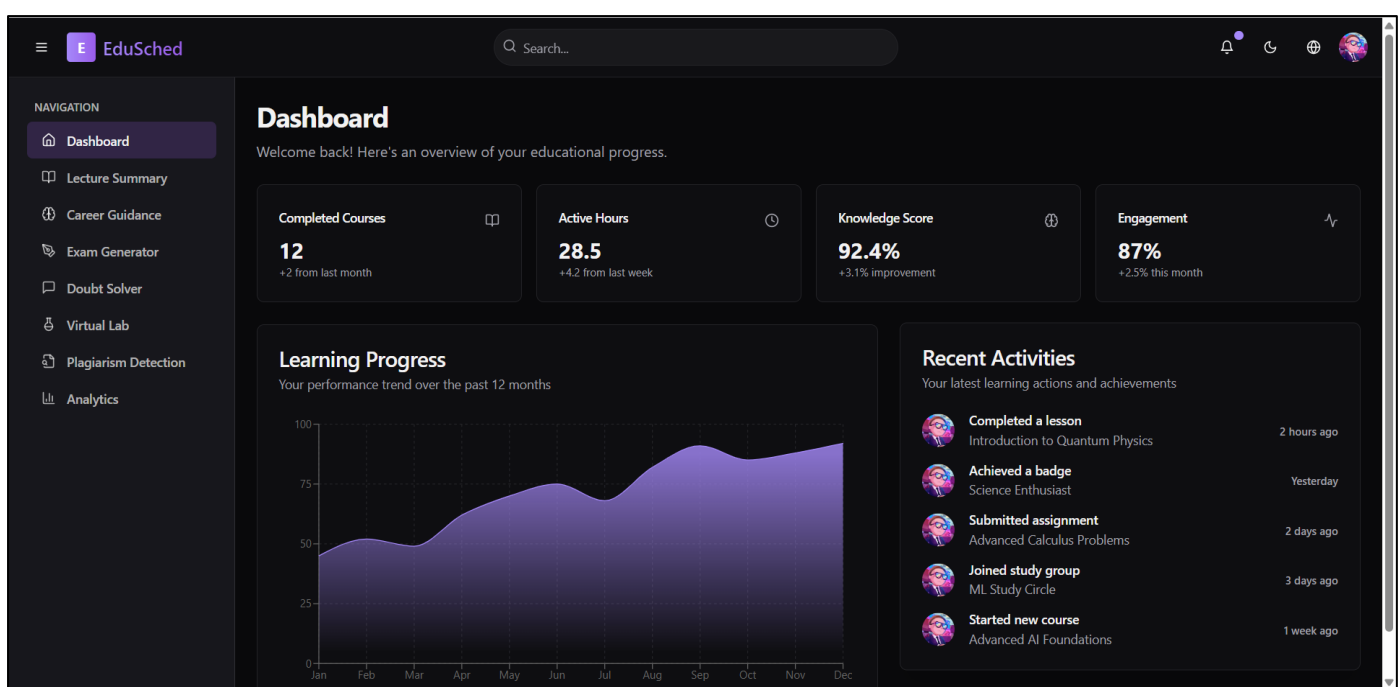 E EduSched
Search...
NAVIGATION
Dashboard
Lecture Summary
Career Guidance
Exam Generator
Doubt Solver
Virtual Lab
Plagiarism Detection
Analytics
Dashboard
Welcome back! Here's an overview of your educational progress.
Completed Courses
12
+2 from last month
Active Hours
28.5
+4.2 from last week
Knowledge Score
92.4%
+3.1% improvement
Engagement
87%
+2.5% this month
Learning Progress
Your performance trend over the past 12 months
100
75
50
25
0
Jan Feb Mar Apr May Jun Jul Aug Sep Oct Nov Dec
Recent Activities
Your latest learning actions and achievements
Completed a lesson
Introduction to Quantum Physics
2 hours ago
Achieved a badge
Science Enthusiast
Yesterday
Submitted assignment
Advanced Calculus Problems
2 days ago
Joined study group
ML Study Circle
3 days ago
Started new course
Advanced AI Foundations
1 week ago